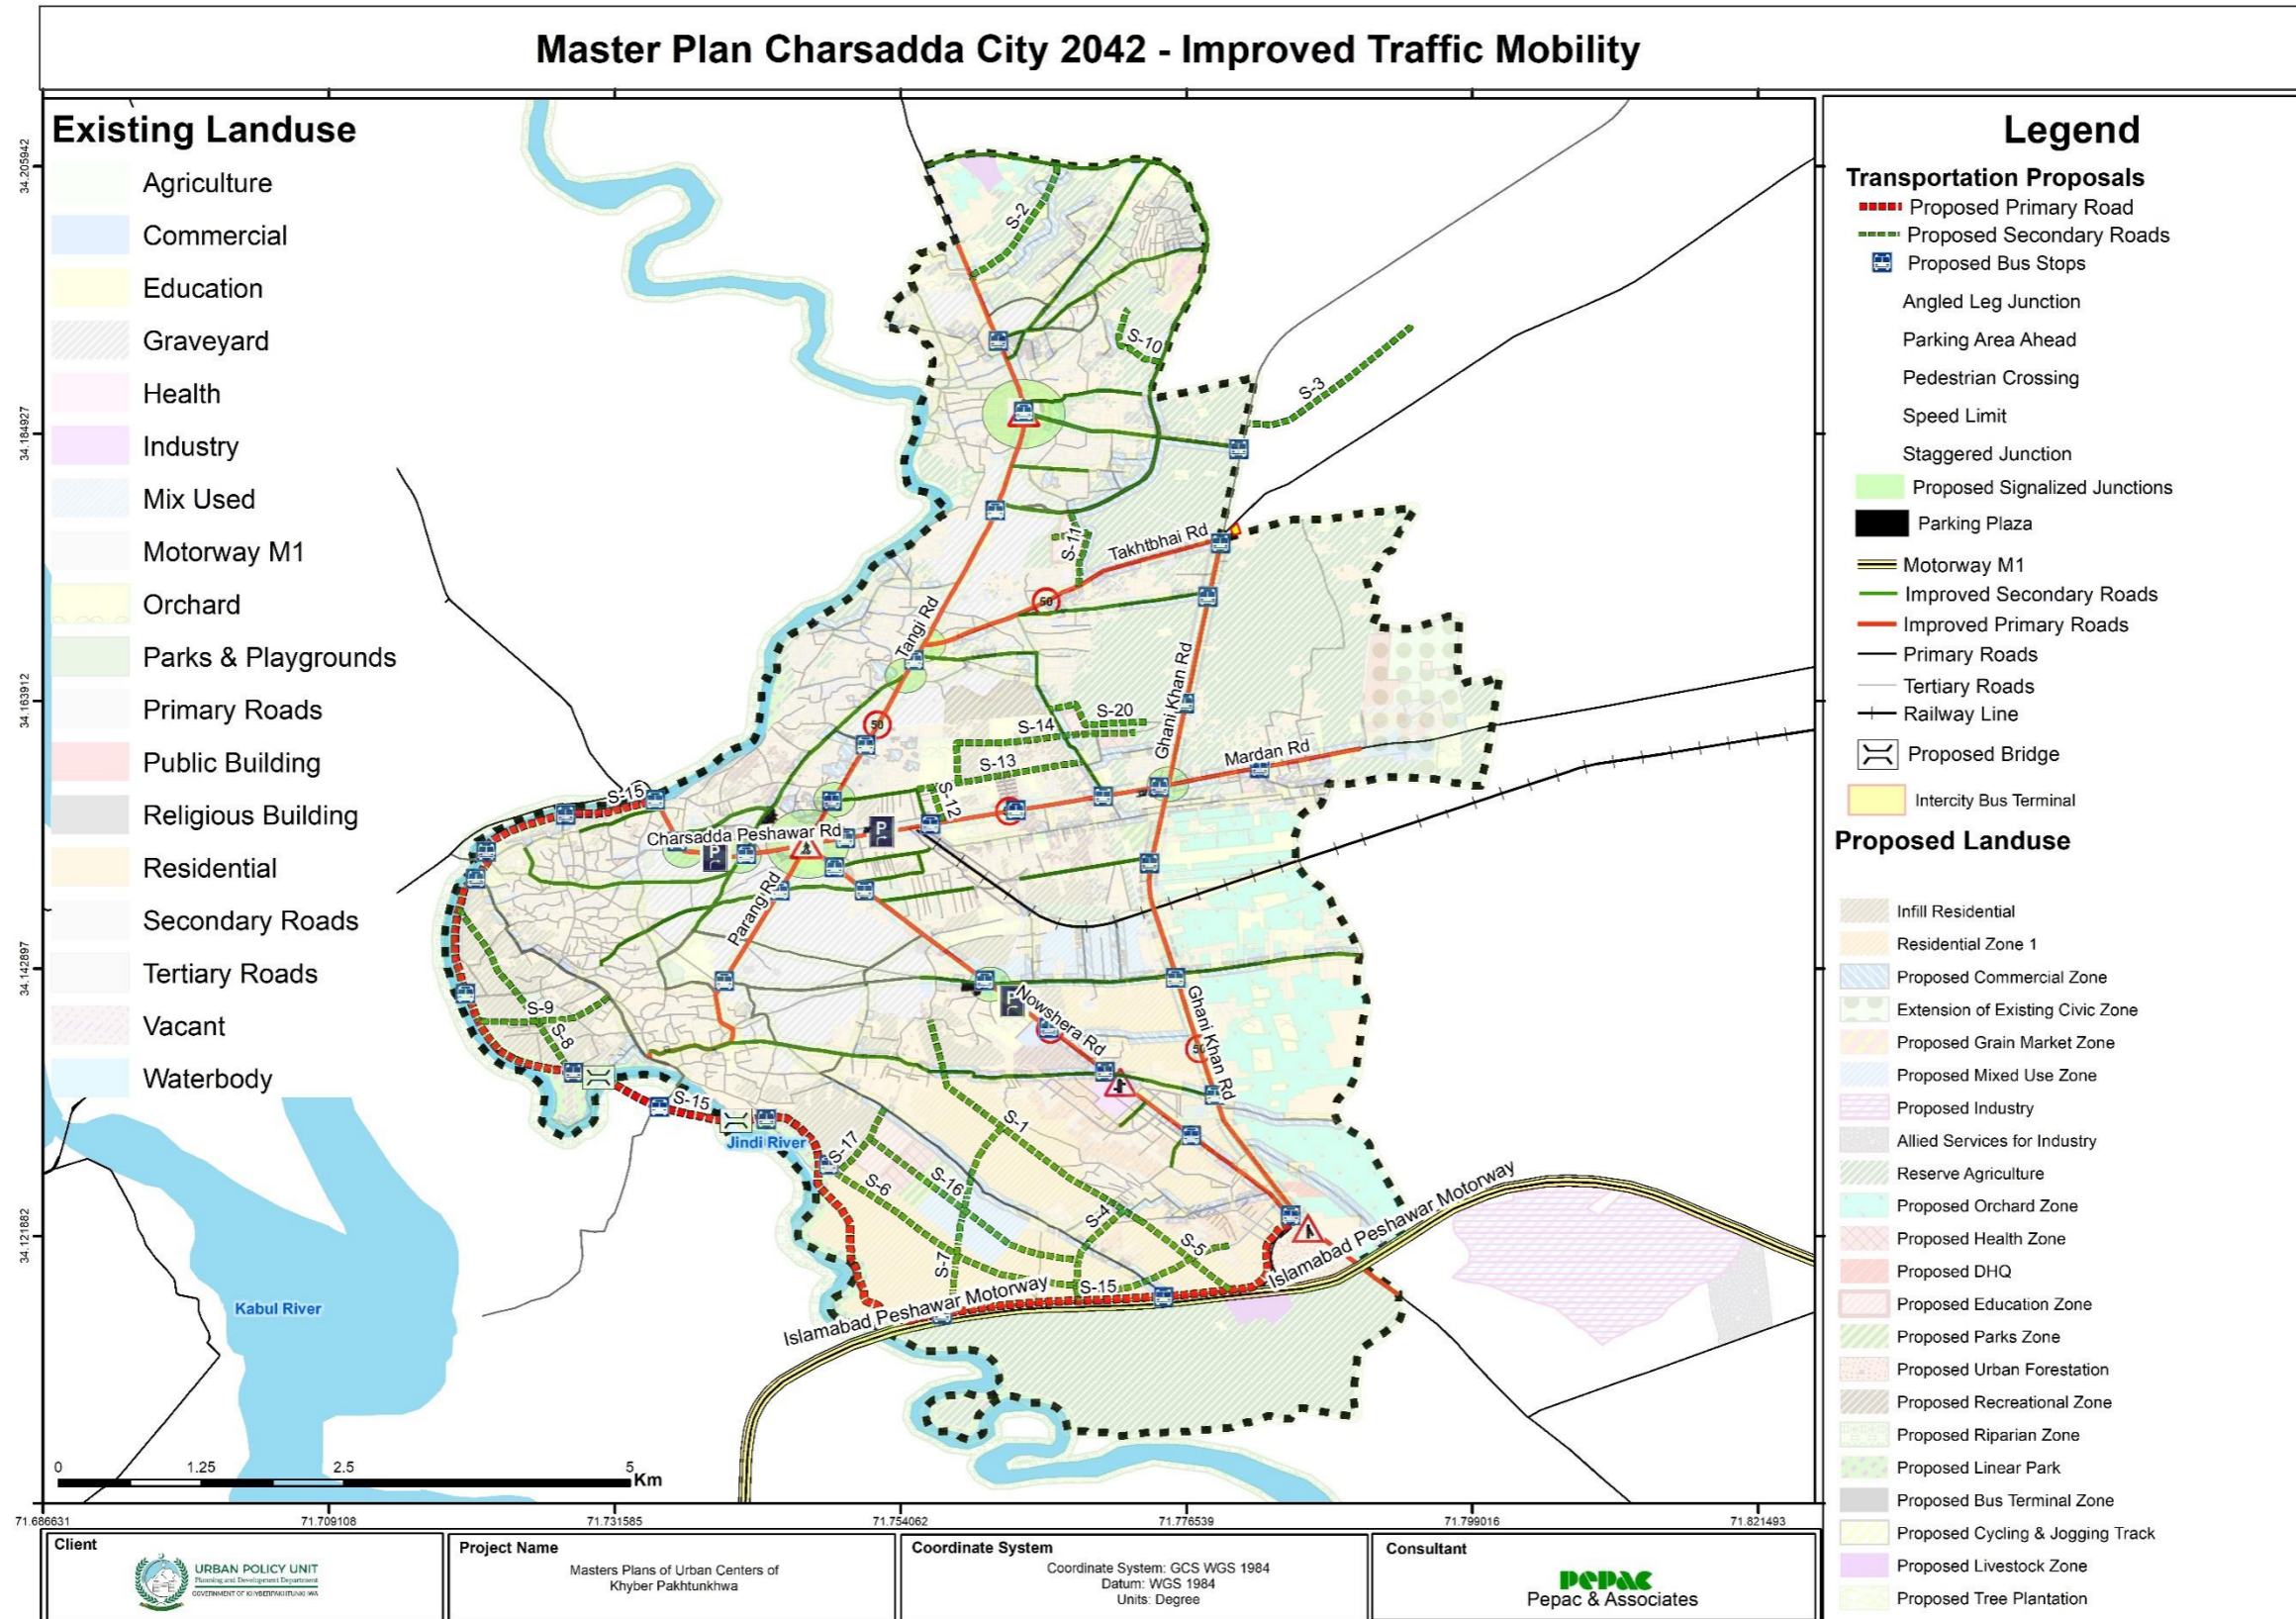 Master Plan Charsadda City 2042 - Improved Traffic Mobility
Existing Landuse
Agriculture
Commercial
Education
Graveyard
Health
Industry
Mix Used
Motorway M1
Orchard
Parks & Playgrounds
Primary Roads
Public Building
Religious Building
Residential
Secondary Roads
Tertiary Roads
Vacant
Waterbody
34.205942
34.184927
34.163912
34.142897
34.121882
S-2
S-10
S-3
S-11
Takhtbhai Rd
50
Tangi Rd
Ghani Khan Rd
50
S-20
S-14
S-13
Mardan Rd
S-12
S-15
Charsadda Peshawar Rd
P
P
Parang Rd
P
Nowshera Rd
Ghani Khan Rd
50
S-9
S-8
S-15
Jindi River
S-1
S-17
S-6
S-16
S-4
S-5
S-7
S-15
Islamabad Peshawar Motorway
Islamabad Peshawar Motorway
Kabul River
0
1.25
2.5
5
Km
71.686631
71.709108
71.731585
71.754062
71.776539
71.799016
71.821493
Legend
Transportation Proposals
Proposed Primary Road
Proposed Secondary Roads
Proposed Bus Stops
Angled Leg Junction
Parking Area Ahead
Pedestrian Crossing
Speed Limit
Staggered Junction
Proposed Signalized Junctions
Parking Plaza
Motorway M1
Improved Secondary Roads
Improved Primary Roads
Primary Roads
Tertiary Roads
Railway Line
Proposed Bridge
Intercity Bus Terminal
Proposed Landuse
Infill Residential
Residential Zone 1
Proposed Commercial Zone
Extension of Existing Civic Zone
Proposed Grain Market Zone
Proposed Mixed Use Zone
Proposed Industry
Allied Services for Industry
Reserve Agriculture
Proposed Orchard Zone
Proposed Health Zone
Proposed DHQ
Proposed Education Zone
Proposed Parks Zone
Proposed Urban Forestation
Proposed Recreational Zone
Proposed Riparian Zone
Proposed Linear Park
Proposed Bus Terminal Zone
Proposed Cycling & Jogging Track
Proposed Livestock Zone
Proposed Tree Plantation
Client
URBAN POLICY UNIT
Planning and Development Department
GOVERNMENT OF KHYBERPAKHTUNKHWA
Project Name
Masters Plans of Urban Centers of
Khyber Pakhtunkhwa
Coordinate System
Coordinate System: GCS WGS 1984
Datum: WGS 1984
Units: Degree
Consultant
pepac
Pepac & Associates